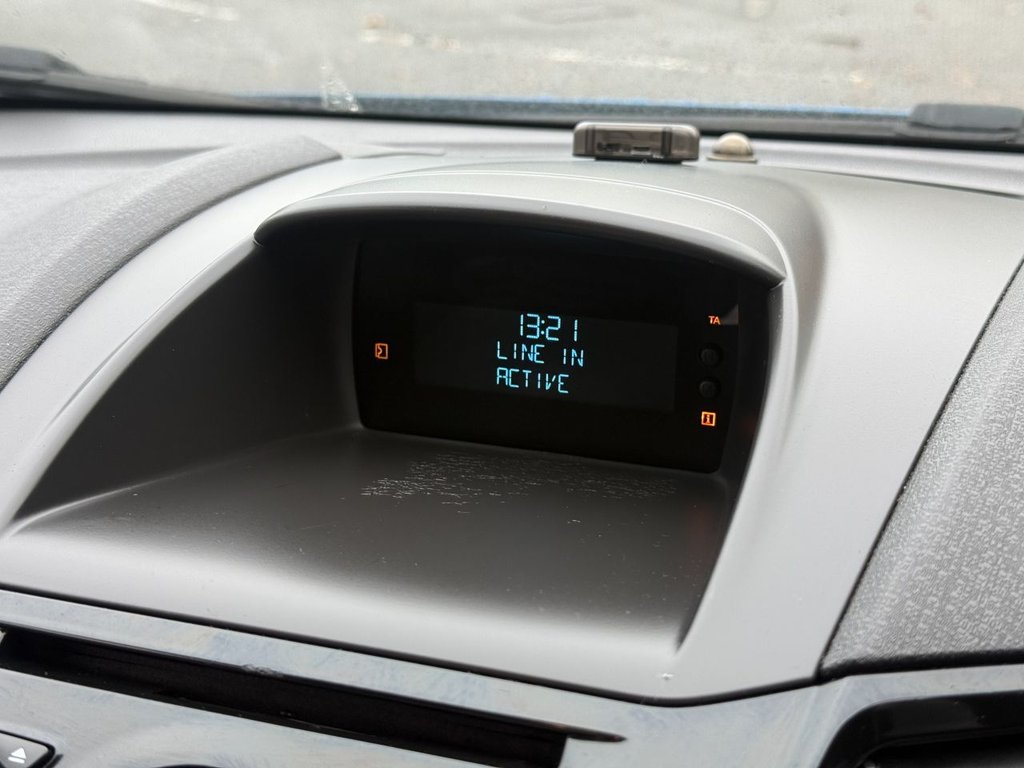 13:21
LINE IN
ACTIVE
TA
i